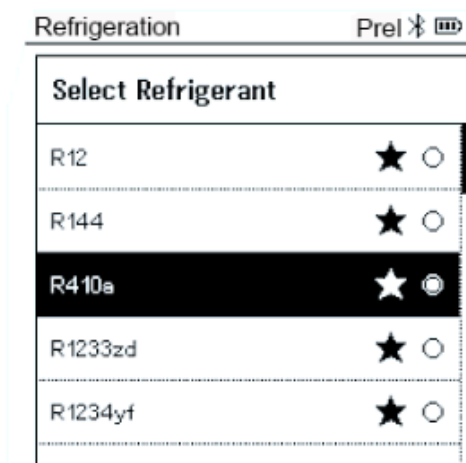 Refrigeration Prel
Select Refrigerant
R12
R144
R410a
R1233zd
R1234yf